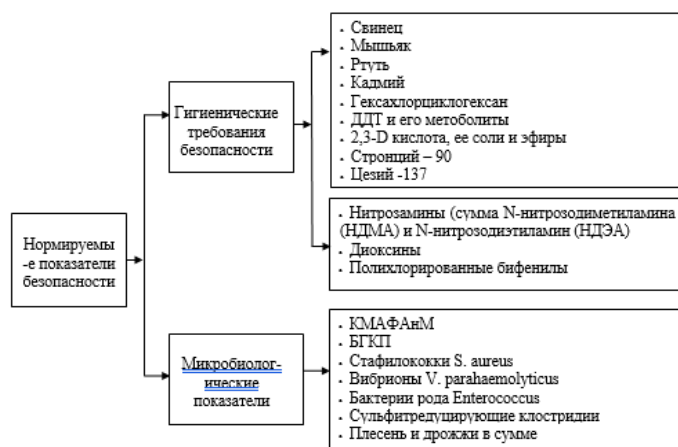 Нормируемы
-е показатели
безопасности
Гигиенические
требования
безопасности
• Свинец
• Мышьяк
• Ртуть
• Кадмий
• Гексахлорциклогексан
• ДДТ и его метоболиты
• 2,3-D кислота, ее соли и эфиры
• Стронций – 90
• Цезий -137
• Нитрозамины (сумма N-нитрозодиметиламина
(НДМА) и N-нитрозодиэтиламин (НДЭА)
• Диоксины
• Полихлорированные бифенилы
Микробиолог-
ические
показатели
• КМАФАнМ
• БГКП
• Стафилококки S. aureus
• Вибрионы V. parahaemolyticus
• Бактерии рода Enterococcus
• Сульфитредуцирующие клостридии
• Плесень и дрожжи в сумме